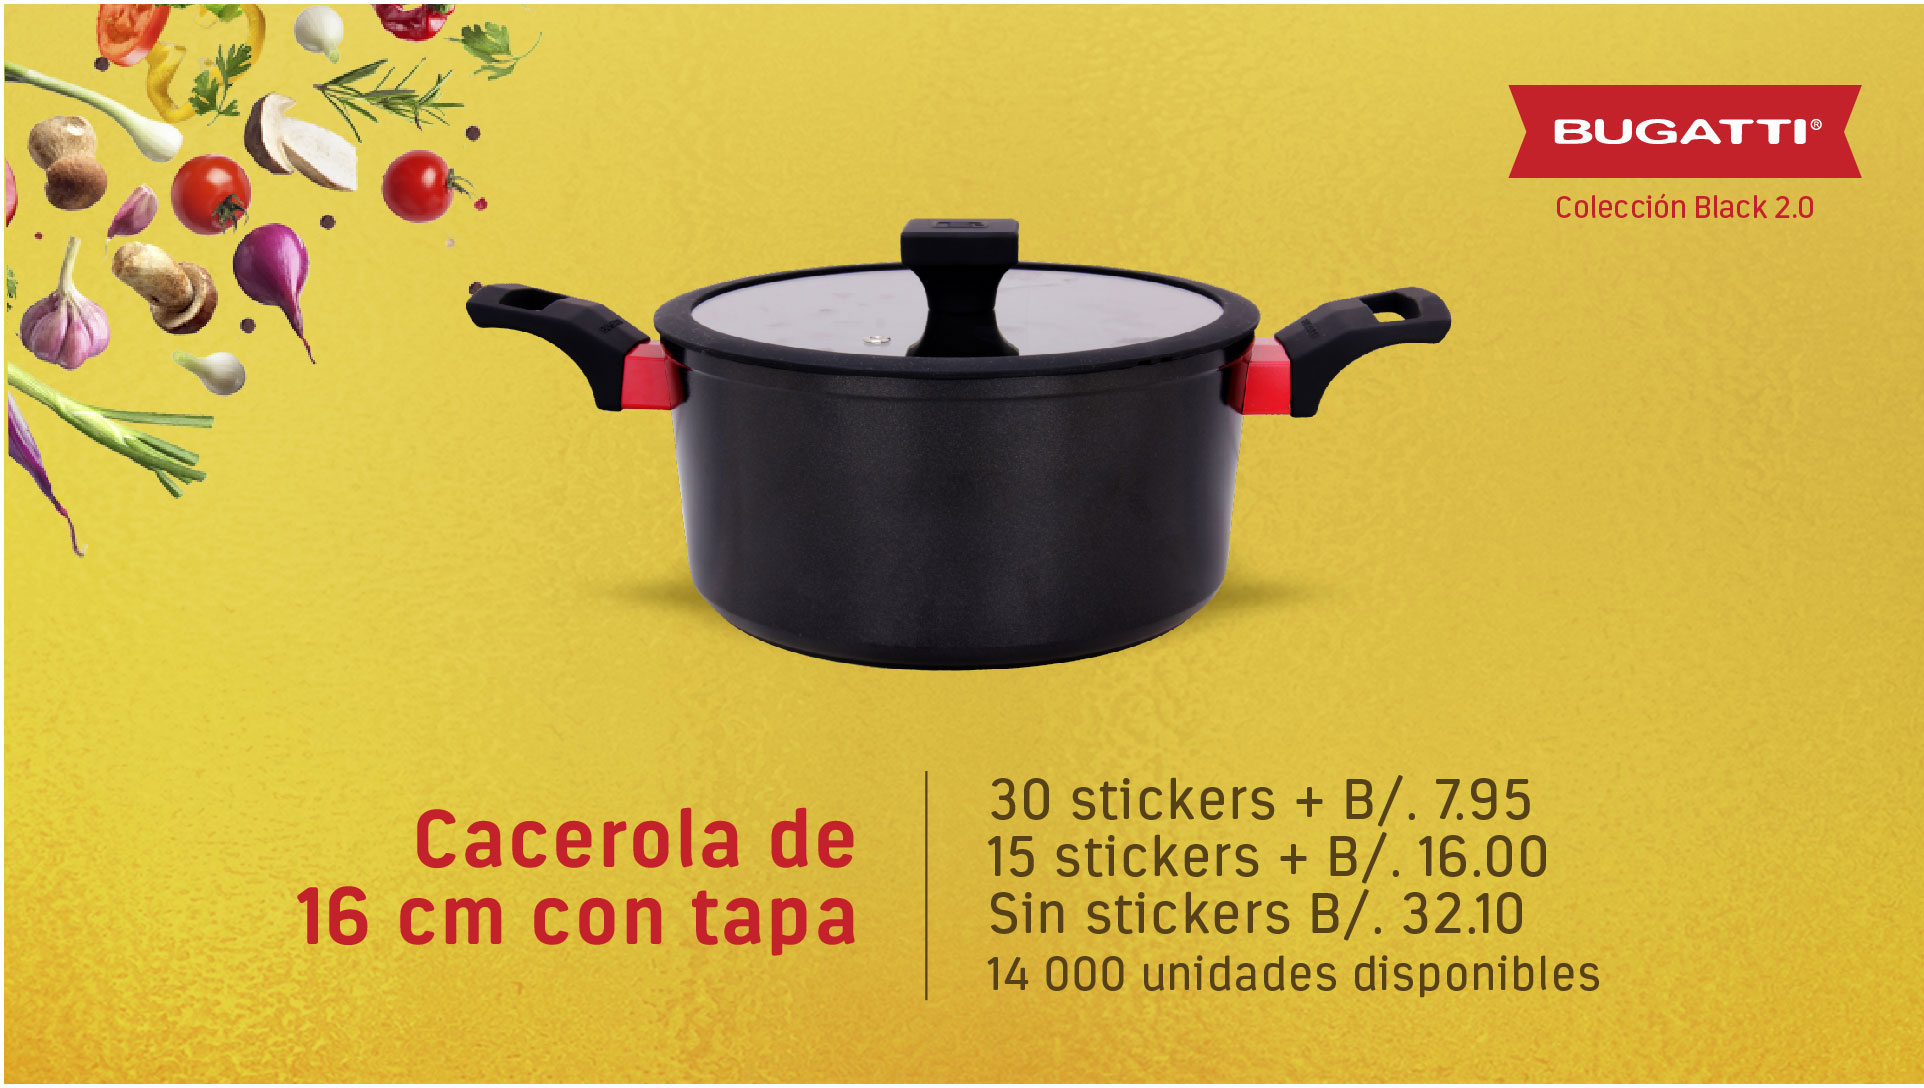 BUGATTI®
Colección Black 2.0
Cacerola de
16 cm con tapa
30 stickers + B/. 7.95
15 stickers + B/. 16.00
Sin stickers B/. 32.10
14 000 unidades disponibles